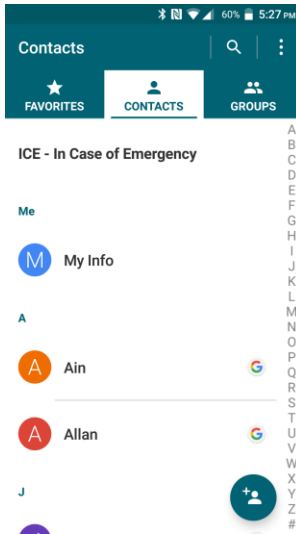 60% 5:27 PM
Contacts
FAVORITES CONTACTS GROUPS
ICE - In Case of Emergency
Me
M My Info
A
A Ain G
A Allan G
J
A
B
C
D
E
F
G
H
I
J
K
L
M
N
O
P
Q
R
S
T
U
V
W
X
Y
Z
#